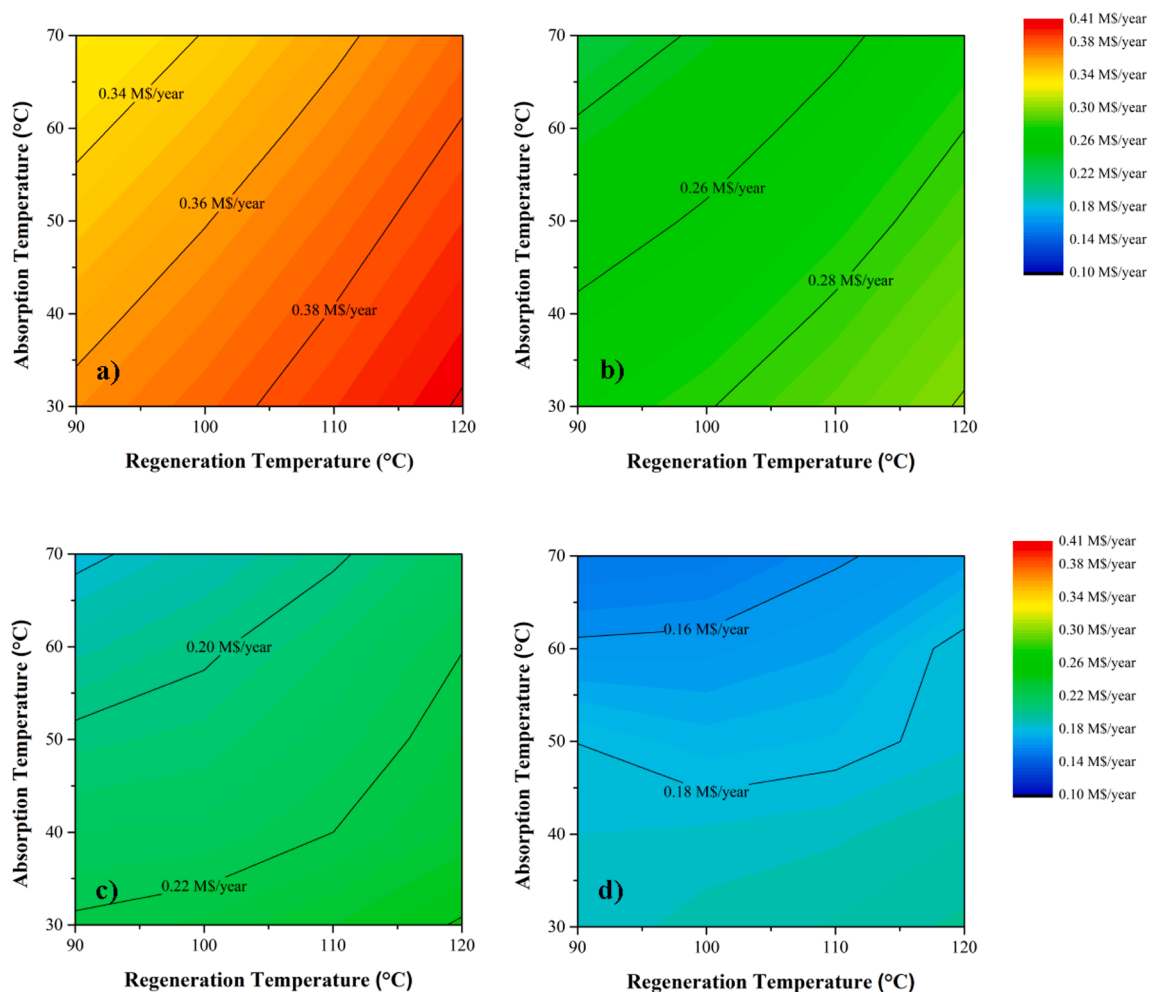 70
60
50
40
30
90
100
110
120
Absorption Temperature (°C)
Regeneration Temperature (°C)
0.34 M$/year
0.36 M$/year
0.38 M$/year
a)
70
60
50
40
30
90
100
110
120
Absorption Temperature (°C)
Regeneration Temperature (°C)
0.26 M$/year
0.28 M$/year
b)
0.41 M$/year
0.38 M$/year
0.34 M$/year
0.30 M$/year
0.26 M$/year
0.22 M$/year
0.18 M$/year
0.14 M$/year
0.10 M$/year
70
60
50
40
30
90
100
110
120
Absorption Temperature (°C)
Regeneration Temperature (°C)
0.20 M$/year
0.22 M$/year
c)
70
60
50
40
30
90
100
110
120
Absorption Temperature (°C)
Regeneration Temperature (°C)
0.16 M$/year
0.18 M$/year
d)
0.41 M$/year
0.38 M$/year
0.34 M$/year
0.30 M$/year
0.26 M$/year
0.22 M$/year
0.18 M$/year
0.14 M$/year
0.10 M$/year